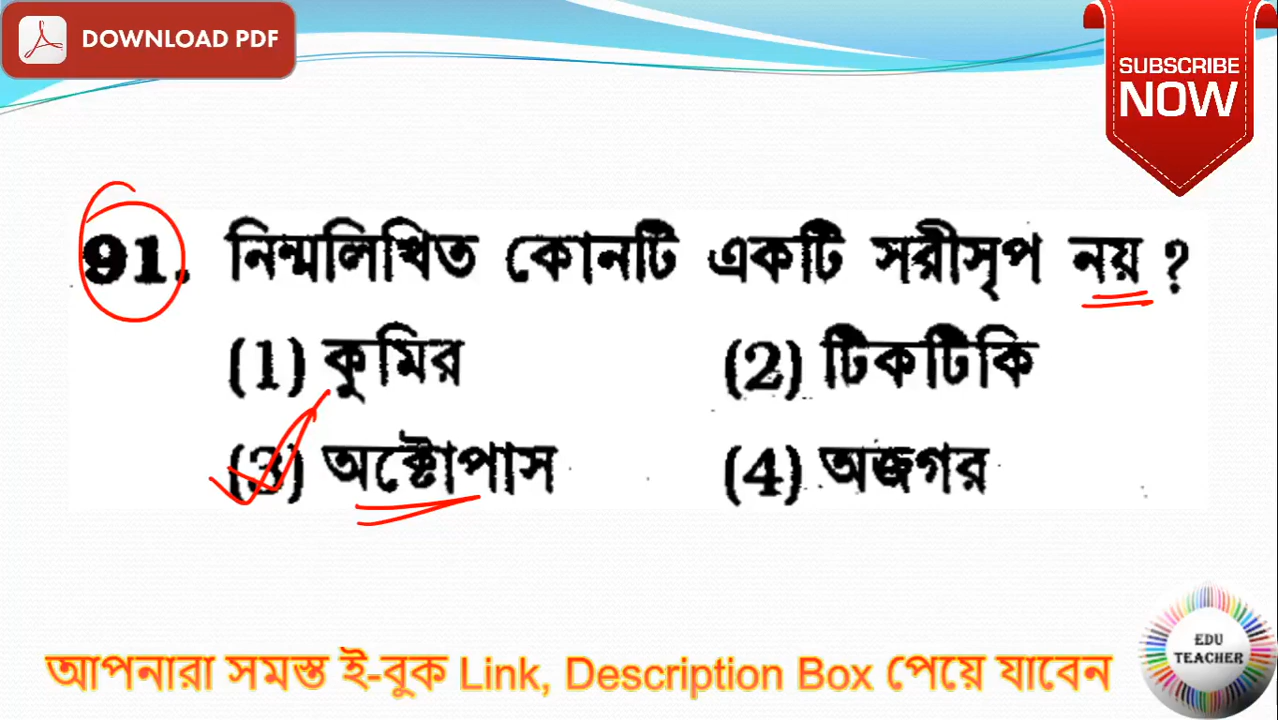 DOWNLOAD PDF
SUBSCRIBE
NOW
91. নিম্নলিখিত কোনটি একটি সরীসৃপ নয় ?
(1) কুমির (2) টিকটিকি
(3) অক্টোপাস (4) অজগর
EDU
TEACHER
আপনারা সমস্ত ই-বুক Link, Description Box পেয়ে যাবেন